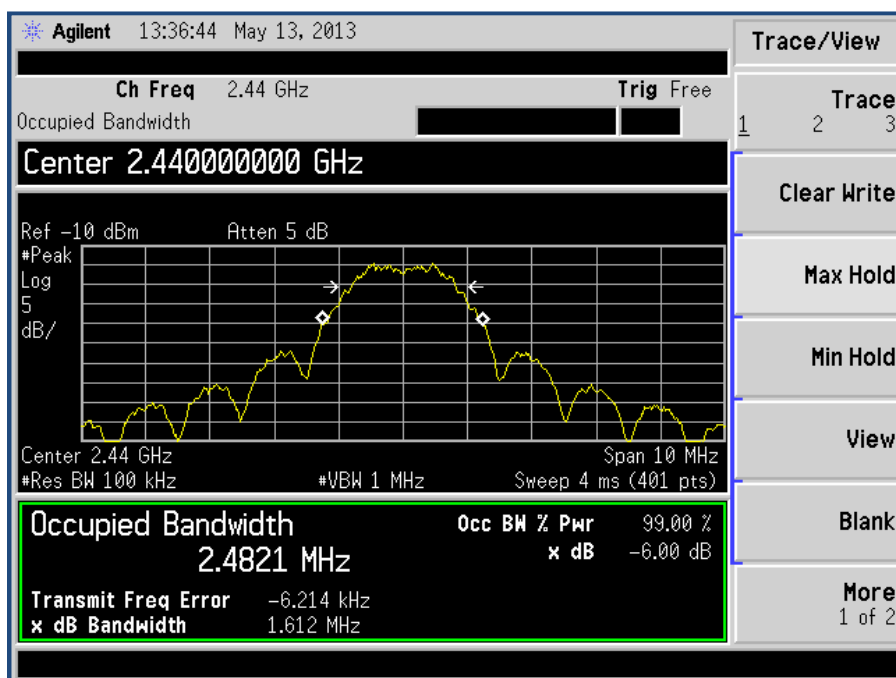 Agilent 13:36:44 May 13, 2013
Trace/View
Ch Freq 2.44 GHz Trig Free
Occupied Bandwidth
Trace
1 2 3
Center 2.440000000 GHz
Clear Write
Ref -10 dBm Atten 5 dB
#Peak
Log
5
dB/
Max Hold
Min Hold
View
Center 2.44 GHz Span 10 MHz
#Res BW 100 kHz #VBW 1 MHz Sweep 4 ms (401 pts)
Occupied Bandwidth Occ BW % Pwr 99.00 %
2.4821 MHz x dB -6.00 dB
Blank
Transmit Freq Error -6.214 kHz
x dB Bandwidth 1.612 MHz
More
1 of 2